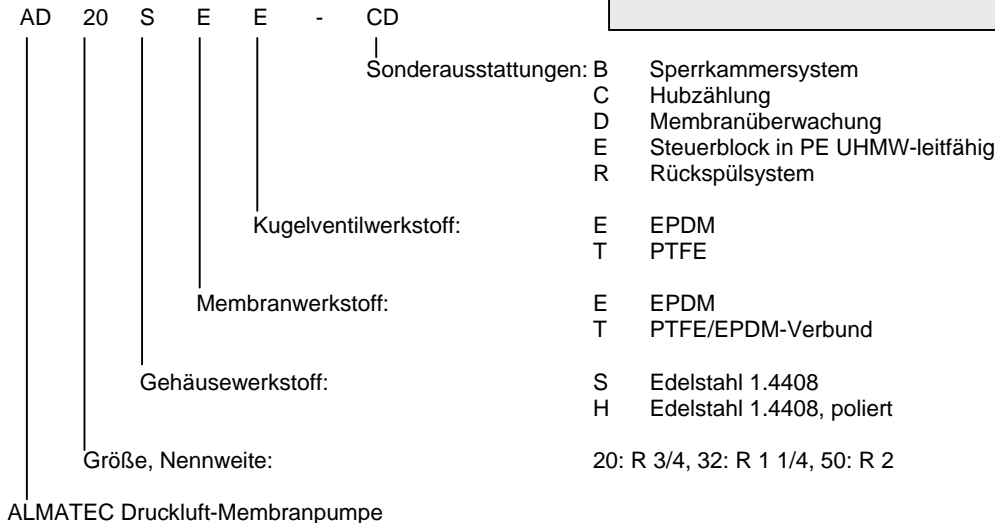 AD 20 S E E - CD
Sonderausstattungen: B Sperrkammersystem
C Hubzählung
D Membranüberwachung
E Steuerblock in PE UHMW-leitfähig
R Rückspülsystem
Kugelventilwerkstoff: E EPDM
T PTFE
Membranwerkstoff: E EPDM
T PTFE/EPDM-Verbund
Gehäusewerkstoff: S Edelstahl 1.4408
H Edelstahl 1.4408, poliert
Größe, Nennweite: 20: R 3/4, 32: R 1 1/4, 50: R 2
ALMATEC Druckluft-Membranpumpe